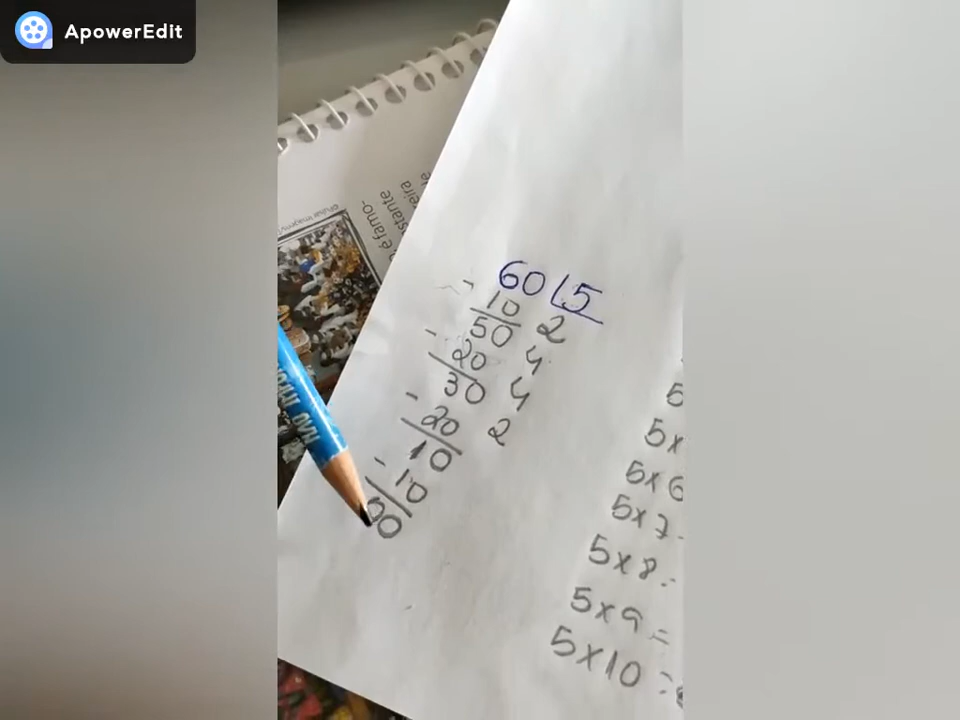 ApowerEdit
60 5
- 10
50 2
- 20 4
30 4
- 20
10 2
- 10
00
5
5x
5x6
5x7
5x8=
5x9=
5x10=